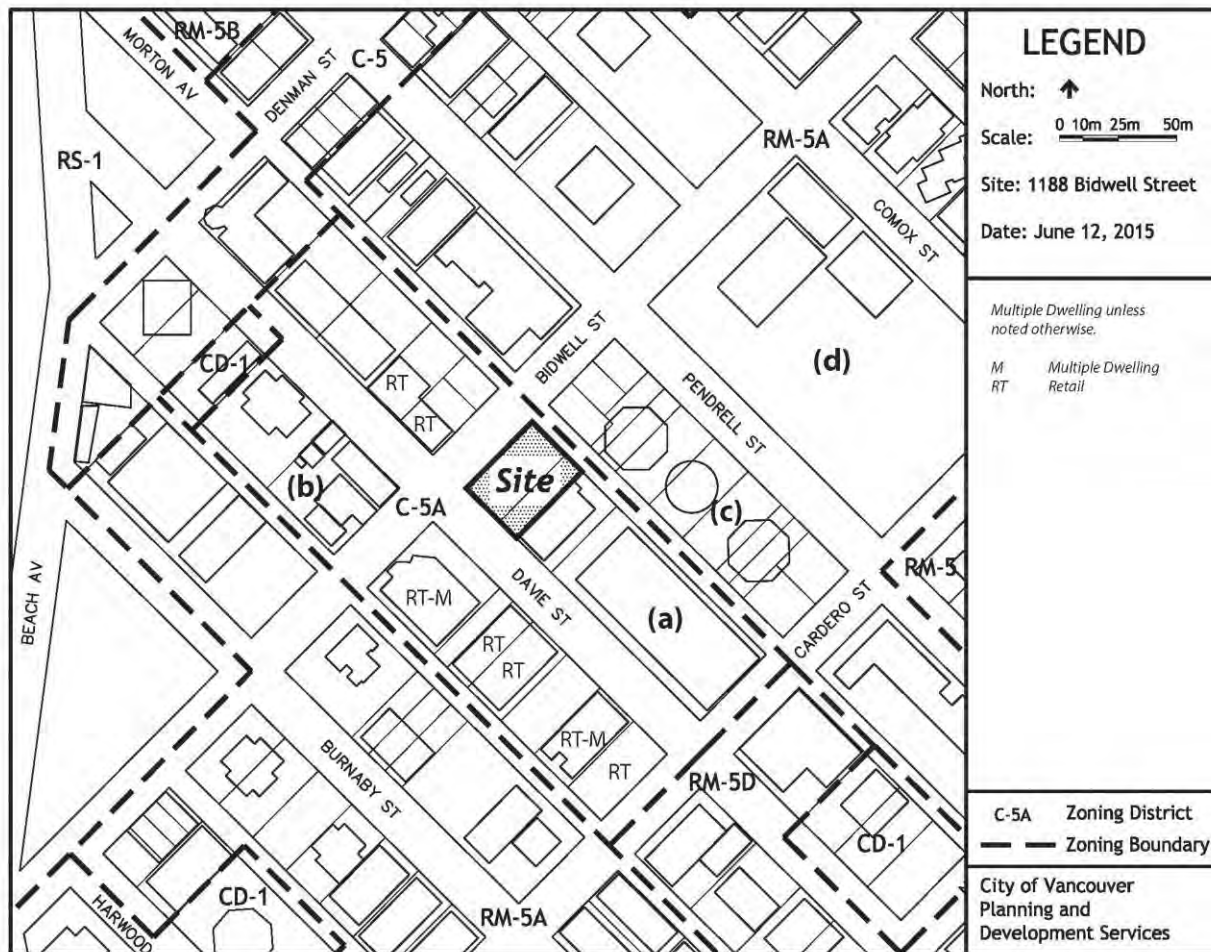 RM-5B
MORTON AV
DENMAN ST
C-5
RS-1
RM-5A
COMOX ST
CD-1
BIDWELL ST
PENDRELL ST
(d)
RT
RT
Site
(b)
C-5A
(c)
RM-5
BEACH AV
RT-M
DAVIE ST
(a)
CARDERO ST
RT
RT
RT-M
RT
BURNABY ST
RM-5D
CD-1
CD-1
HARWOOD
RM-5A
LEGEND
North:
Scale: 0 10m 25m 50m
Site: 1188 Bidwell Street
Date: June 12, 2015
Multiple Dwelling unless
noted otherwise.
M Multiple Dwelling
RT Retail
C-5A Zoning District
Zoning Boundary
City of Vancouver
Planning and
Development Services